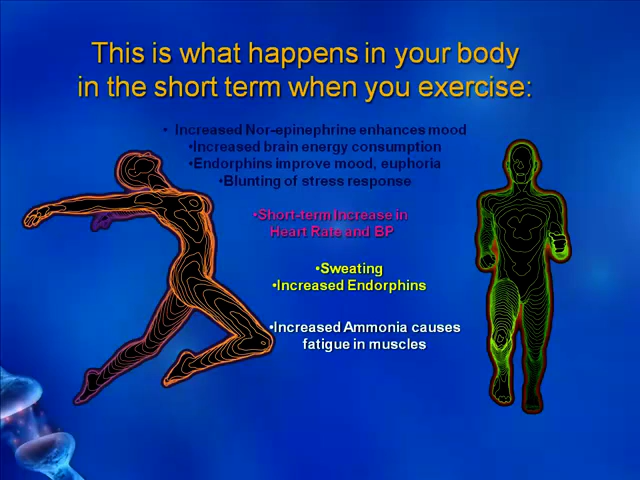 This is what happens in your body
in the short term when you exercise:
• Increased Nor-epinephrine enhances mood
•Increased brain energy consumption
•Endorphins improve mood, euphoria
•Blunting of stress response
•Short-term Increase in
Heart Rate and BP
•Sweating
•Increased Endorphins
•Increased Ammonia causes
fatigue in muscles